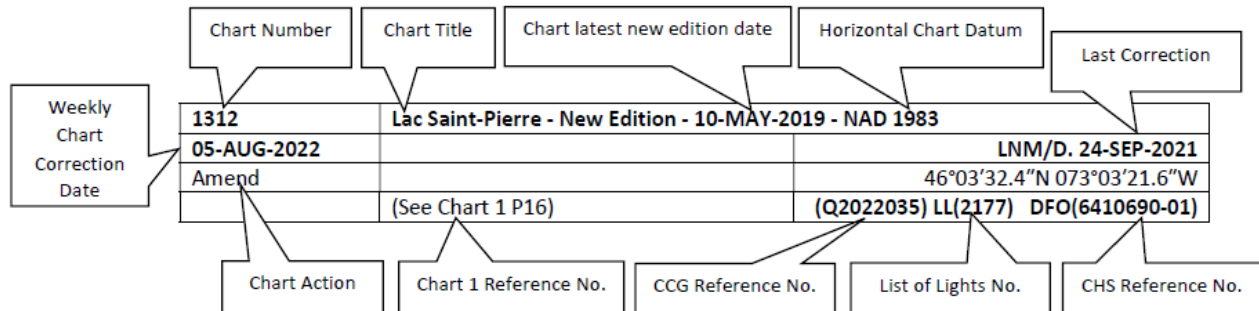 Chart Number
Chart Title
Chart latest new edition date
Horizontal Chart Datum
Last Correction
Weekly
Chart
Correction
Date
1312 Lac Saint-Pierre - New Edition - 10-MAY-2019 - NAD 1983
05-AUG-2022 LNM/D. 24-SEP-2021
Amend 46°03′32.4″N 073°03′21.6″W
(See Chart 1 P16) (Q2022035) LL(2177) DFO(6410690-01)
Chart Action
Chart 1 Reference No.
CCG Reference No.
List of Lights No.
CHS Reference No.